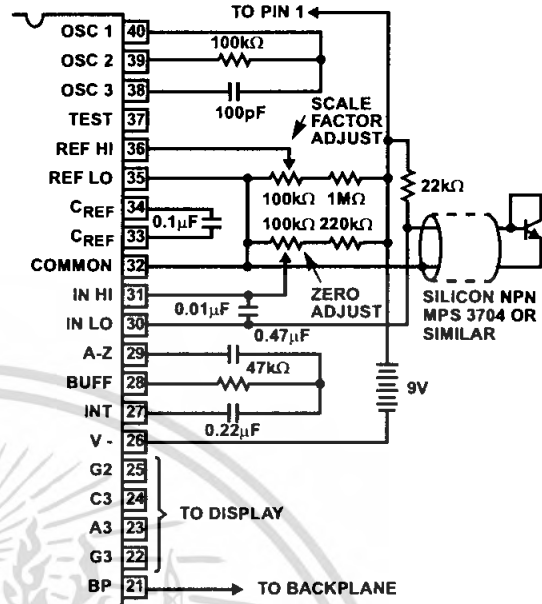 TO PIN 1
OSC 1 40
100kΩ
OSC 2 39
OSC 3 38
100pF
TEST 37
SCALE
FACTOR
ADJUST
REF HI 36
REF LO 35
100kΩ 1MΩ
22kΩ
CREF 34
0.1µF
100kΩ 220kΩ
CREF 33
COMMON 32
IN HI 31
0.01µF
ZERO
ADJUST
SILICON NPN
MPS 3704 OR
SIMILAR
IN LO 30
0.47µF
A-Z 29
47kΩ
BUFF 28
9V
INT 27
0.22µF
V - 26
G2 25
C3 24
TO DISPLAY
A3 23
G3 22
BP 21
TO BACKPLANE